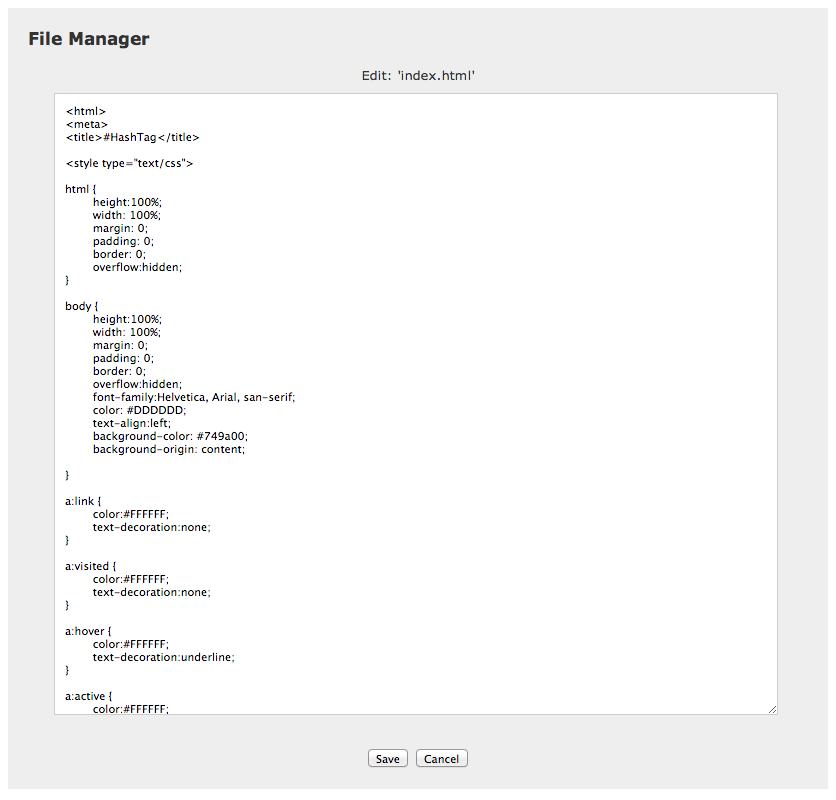 File Manager
Edit: 'index.html'
<html>
<meta>
<title>#HashTag</title>
<style type="text/css">
html {
height:100%;
width: 100%;
margin: 0;
padding: 0;
border: 0;
overflow:hidden;
}
body {
height:100%;
width: 100%;
margin: 0;
padding: 0;
border: 0;
overflow:hidden;
font-family:Helvetica, Arial, san-serif;
color: #DDDDDD;
text-align:left;
background-color: #749a00;
background-origin: content;
}
a:link {
color:#FFFFFF;
text-decoration:none;
}
a:visited {
color:#FFFFFF;
text-decoration:none;
}
a:hover {
color:#FFFFFF;
text-decoration:underline;
}
a:active {
color:#FFFFFF;
Save Cancel